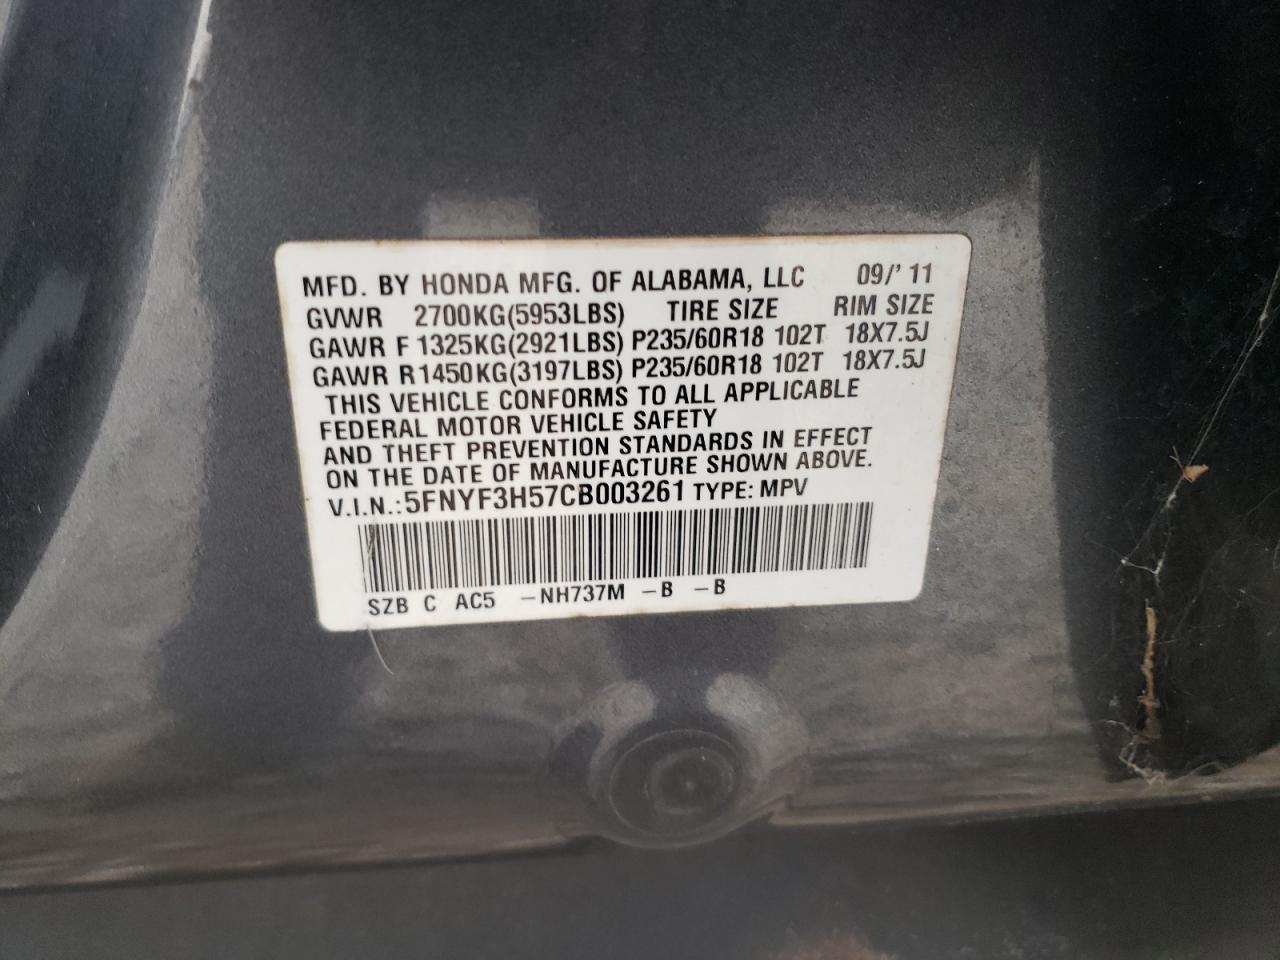 MFD. BY HONDA MFG. OF ALABAMA, LLC 09/'11
GVWR 2700KG(5953LBS) TIRE SIZE RIM SIZE
GAWR F 1325KG(2921LBS) P235/60R18 102T 18X7.5J
GAWR R1450KG(3197LBS) P235/60R18 102T 18X7.5J
THIS VEHICLE CONFORMS TO ALL APPLICABLE
FEDERAL MOTOR VEHICLE SAFETY
AND THEFT PREVENTION STANDARDS IN EFFECT
ON THE DATE OF MANUFACTURE SHOWN ABOVE.
V.I.N.:5FNYF3H57CB003261 TYPE: MPV
SZB C AC5 -NH737M -B -B